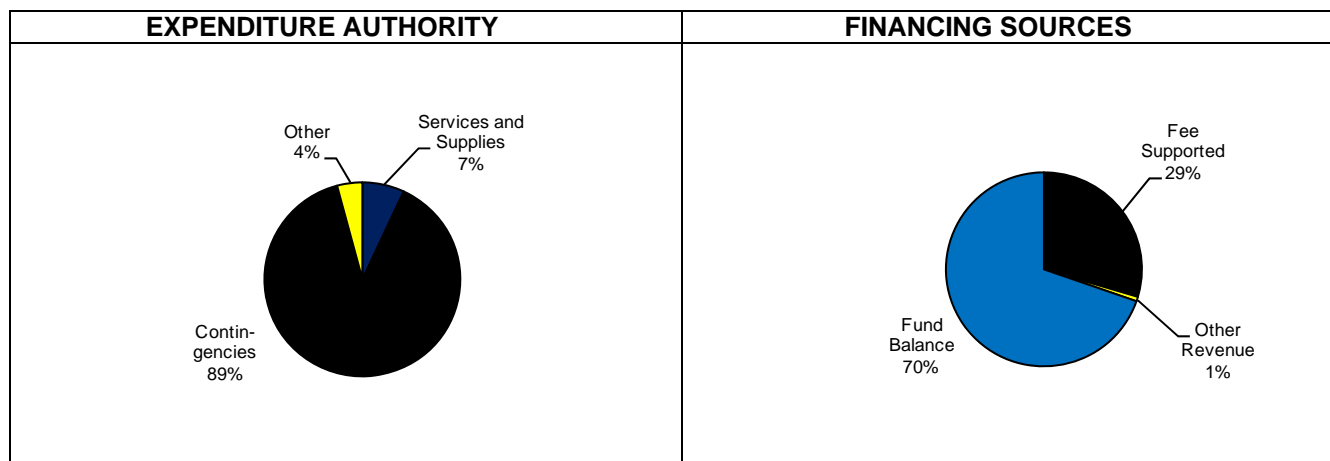 EXPENDITURE AUTHORITY
Other
4%
Services and
Supplies
7%
Contin-
gencies
89%
FINANCING SOURCES
Fee
Supported
29%
Fund
Balance
70%
Other
Revenue
1%